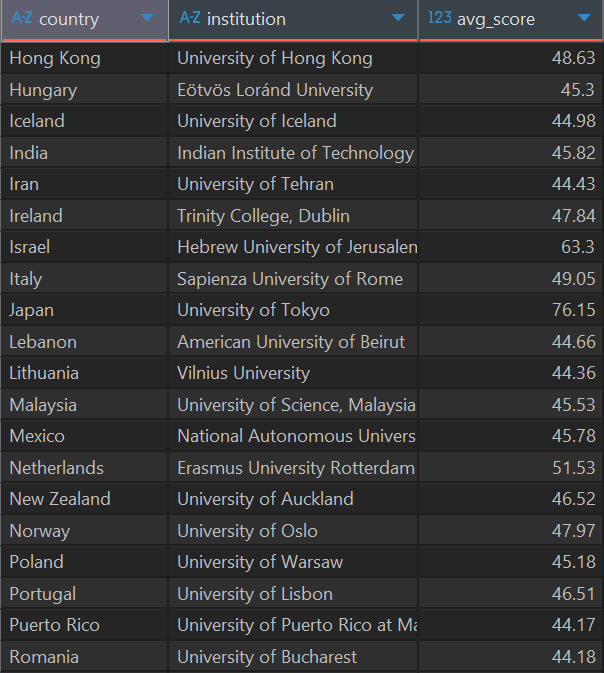 A-Z country A-Z institution 123 avg_score
Hong Kong University of Hong Kong 48.63
Hungary Eötvös Loránd University 45.3
Iceland University of Iceland 44.98
India Indian Institute of Technology 45.82
Iran University of Tehran 44.43
Ireland Trinity College, Dublin 47.84
Israel Hebrew University of Jerusalen 63.3
Italy Sapienza University of Rome 49.05
Japan University of Tokyo 76.15
Lebanon American University of Beirut 44.66
Lithuania Vilnius University 44.36
Malaysia University of Science, Malaysia 45.53
Mexico National Autonomous Univers 45.78
Netherlands Erasmus University Rotterdam 51.53
New Zealand University of Auckland 46.52
Norway University of Oslo 47.97
Poland University of Warsaw 45.18
Portugal University of Lisbon 46.51
Puerto Rico University of Puerto Rico at Ma 44.17
Romania University of Bucharest 44.18